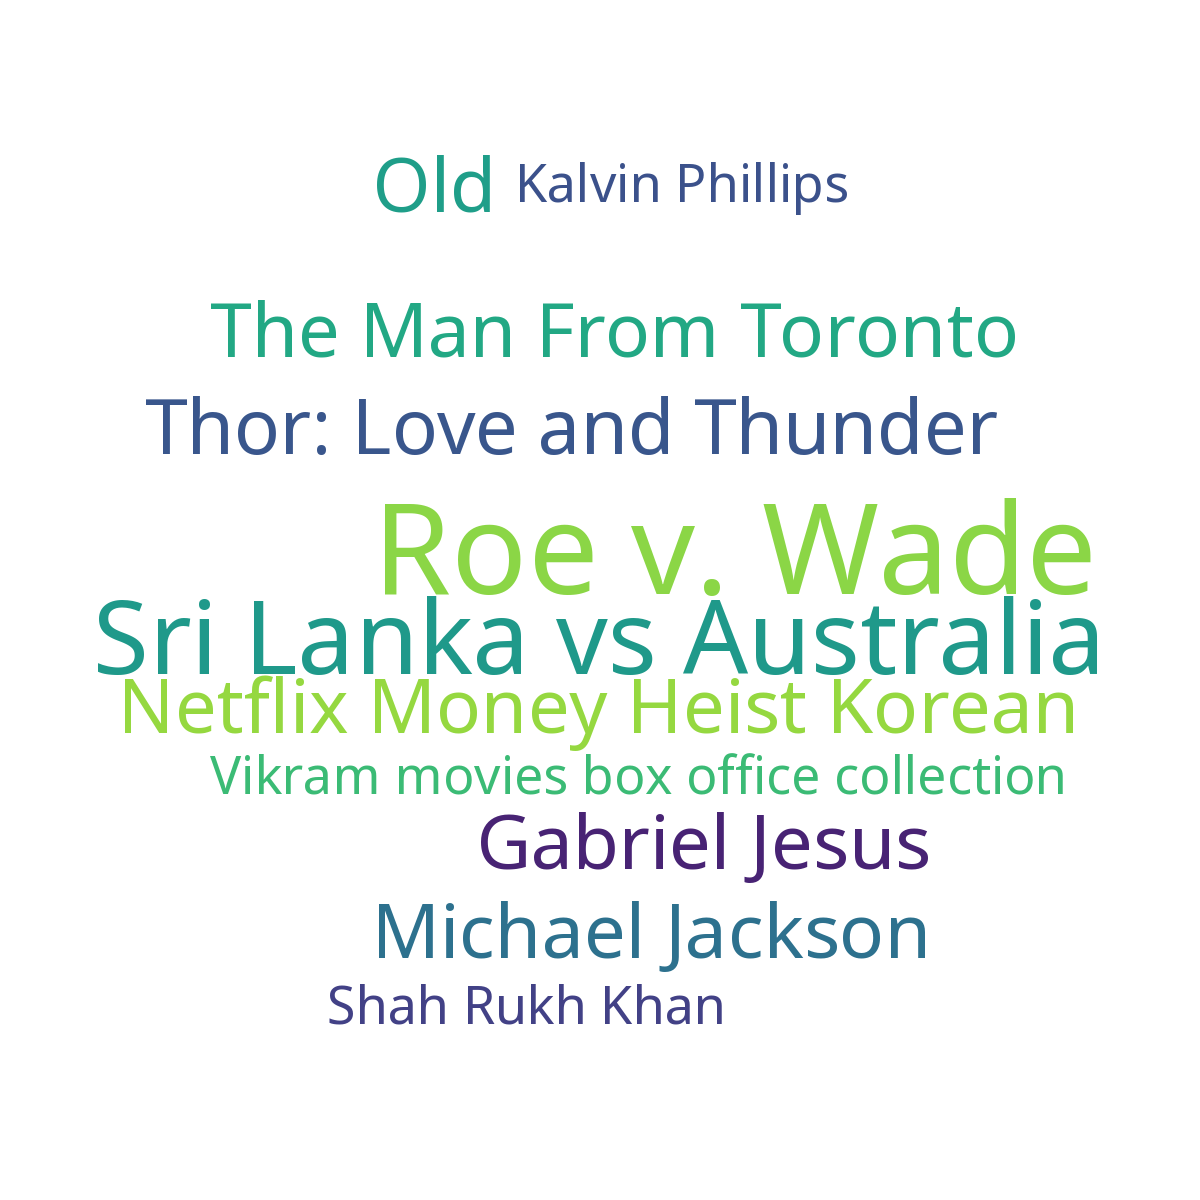 Old Kalvin Phillips
The Man From Toronto
Thor: Love and Thunder
Roe v. Wade
Sri Lanka vs Australia
Netflix Money Heist Korean
Vikram movies box office collection
Gabriel Jesus
Michael Jackson
Shah Rukh Khan